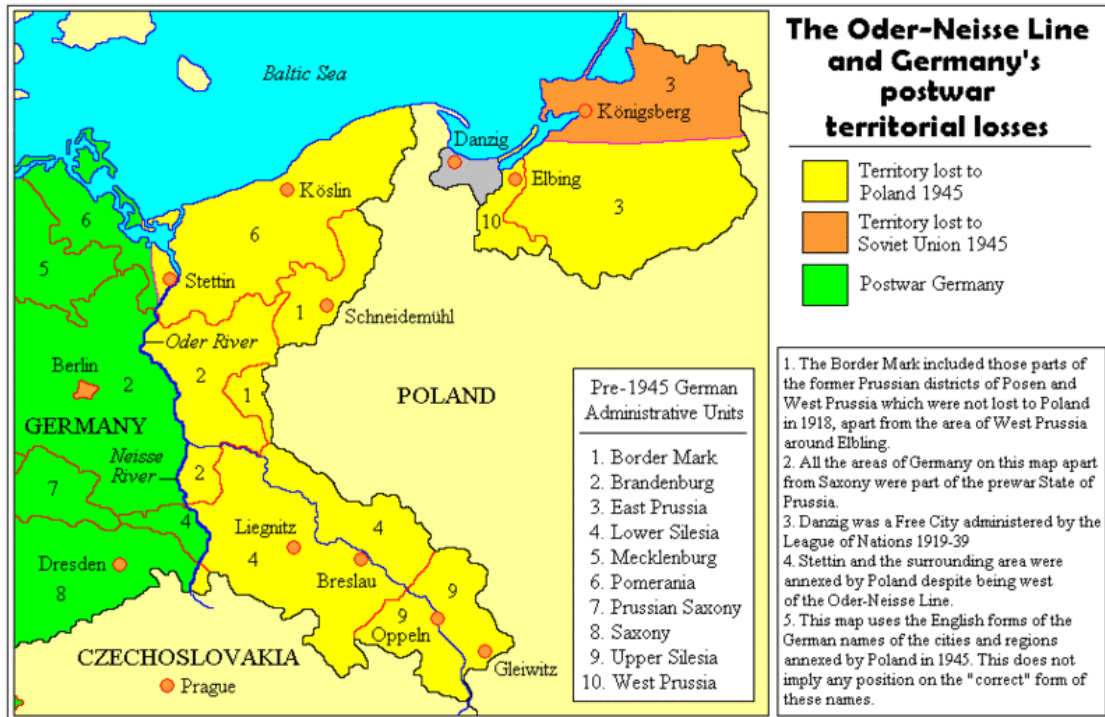 The Oder-Neisse Line
and Germany's
postwar
territorial losses
Territory lost to
Poland 1945
Territory lost to
Soviet Union 1945
Postwar Germany
Baltic Sea
3
Königsberg
Danzig
Elbing
Köslin
10
3
6
6
5
Stettin
1
Schneidemühl
Oder River
Berlin
2
2
1
POLAND
GERMANY
Neisse
River
2
7
4
Liegnitz
4
4
Breslau
Dresden
8
9
9
Oppeln
Gleiwitz
CZECHOSLOVAKIA
Prague
Pre-1945 German
Administrative Units
1. Border Mark
2. Brandenburg
3. East Prussia
4. Lower Silesia
5. Mecklenburg
6. Pomerania
7. Prussian Saxony
8. Saxony
9. Upper Silesia
10. West Prussia
1. The Border Mark included those parts of
the former Prussian districts of Posen and
West Prussia which were not lost to Poland
in 1918, apart from the area of West Prussia
around Elbling.
2. All the areas of Germany on this map apart
from Saxony were part of the prewar State of
Prussia.
3. Danzig was a Free City administered by the
League of Nations 1919-39
4. Stettin and the surrounding area were
annexed by Poland despite being west
of the Oder-Neisse Line.
5. This map uses the English forms of the
German names of the cities and regions
annexed by Poland in 1945. This does not
imply any position on the "correct" form of
these names.